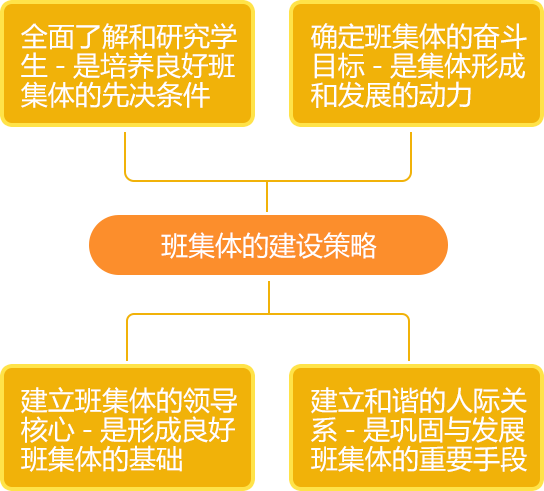 全面了解和研究学
生 - 是培养良好班
集体的先决条件
确定班集体的奋斗
目标 - 是集体形成
和发展的动力
班集体的建设策略
建立班集体的领导
核心 - 是形成良好
班集体的基础
建立和谐的人际关
系 - 是巩固与发展
班集体的重要手段